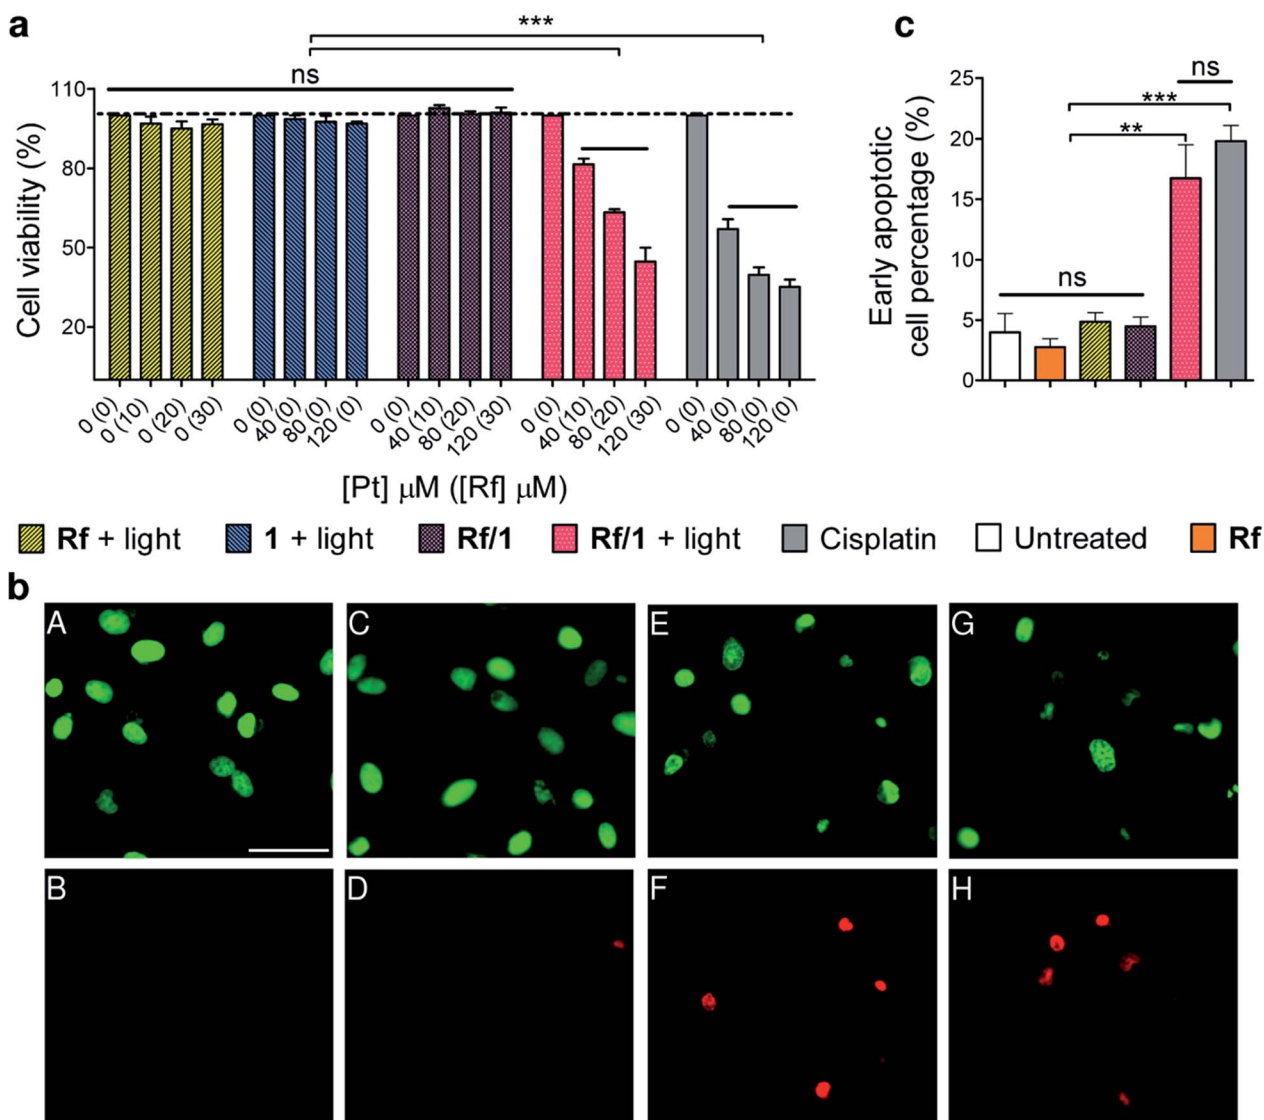 a
***
ns
110
80
50
20
Cell viability (%)
0 (0)
0 (10)
0 (20)
0 (30)
0 (0)
40 (0)
80 (0)
120 (0)
0 (0)
40 (10)
80 (20)
120 (30)
0 (0)
40 (10)
80 (20)
120 (30)
0 (0)
40 (0)
80 (0)
120 (0)
[Pt] μM ([Rf] μM)
c
ns
***
**
ns
25
20
15
10
5
0
Early apoptotic
cell percentage (%)
Rf + light
1 + light
Rf/1
Rf/1 + light
Cisplatin
Untreated
Rf
b
A
C
E
G
B
D
F
H